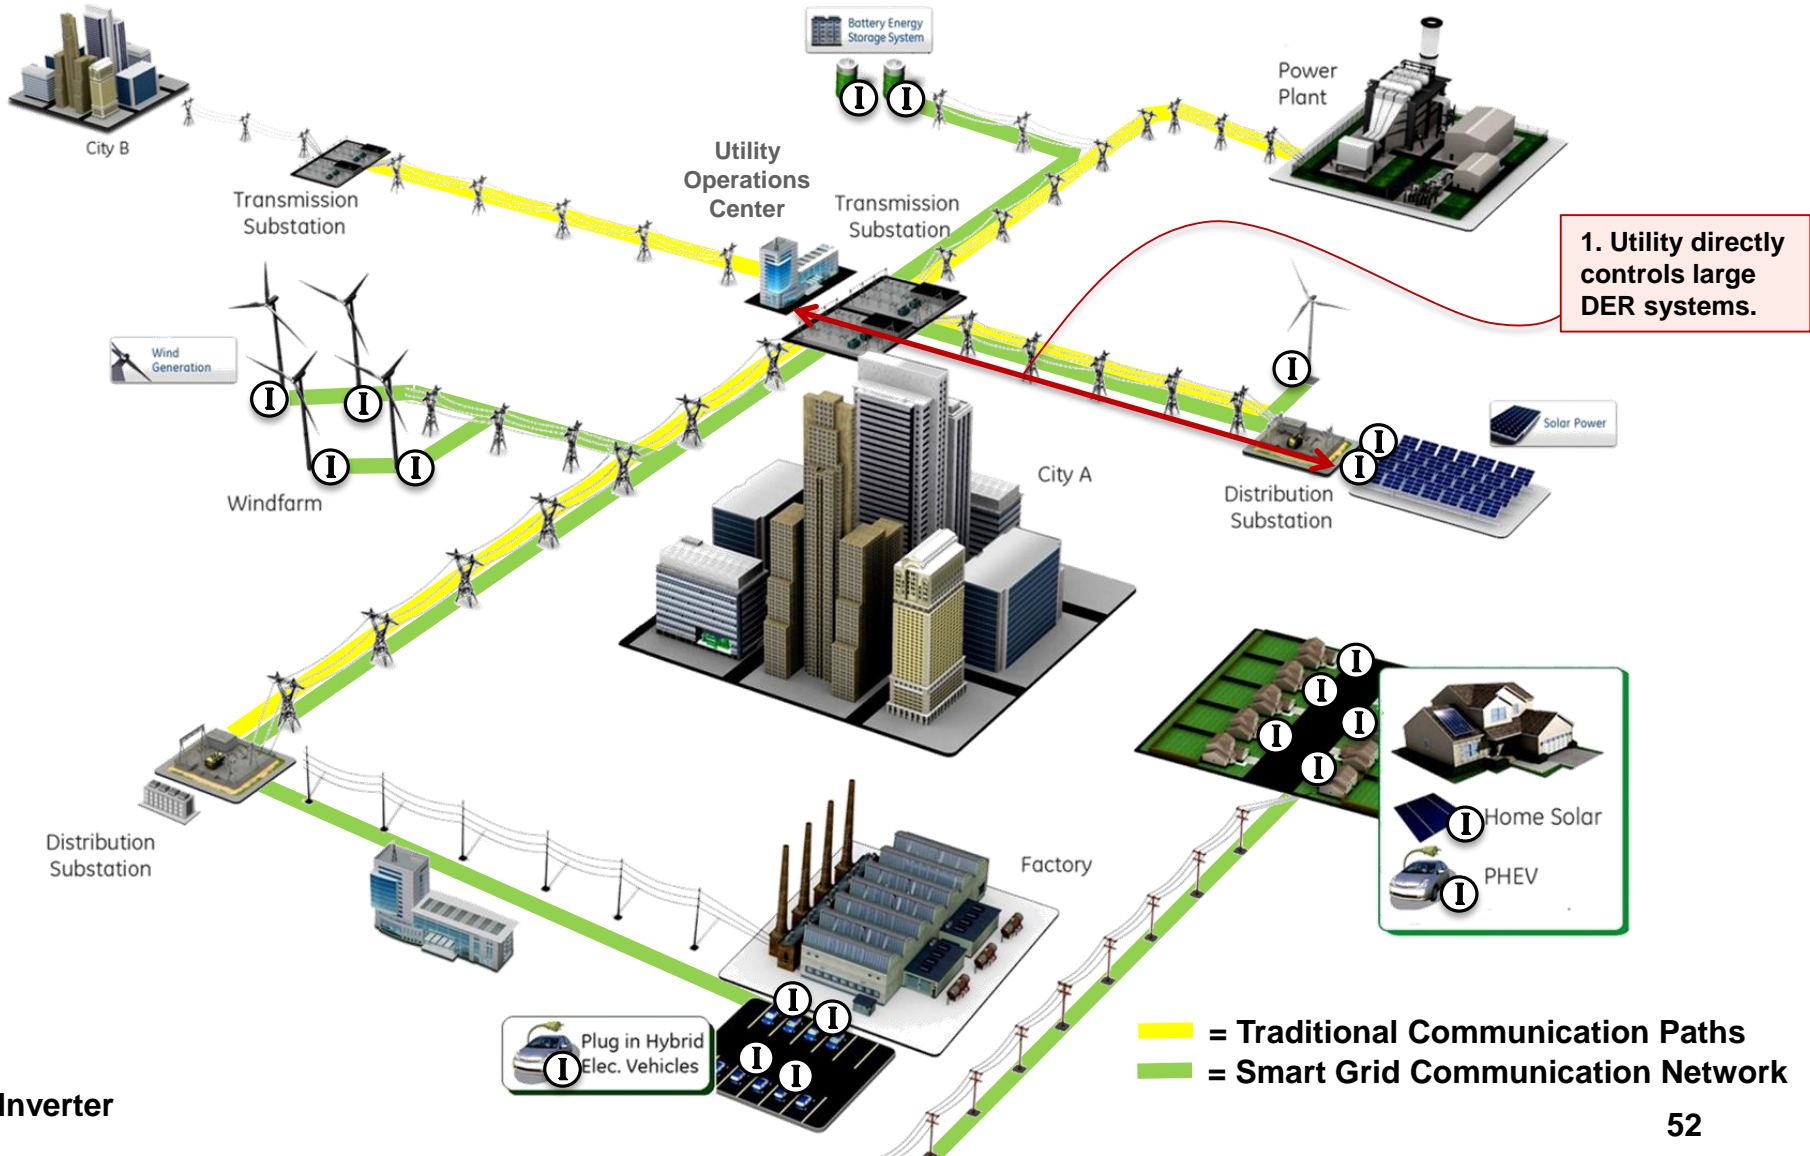 Battery Energy
Storage System
Power
Plant
City B
Utility
Operations
Center
Transmission
Substation
Transmission
Substation
1. Utility directly
controls large
DER systems.
Wind
Generation
I
I
I
I
I
I
I
I
I
Solar Power
Windfarm
City A
Distribution
Substation
I
I
I
I
I
Home Solar
I
PHEV
I
Distribution
Substation
Factory
I
I
I
I
Plug in Hybrid
Elec. Vehicles
I
= Traditional Communication Paths
= Smart Grid Communication Network
Inverter
52